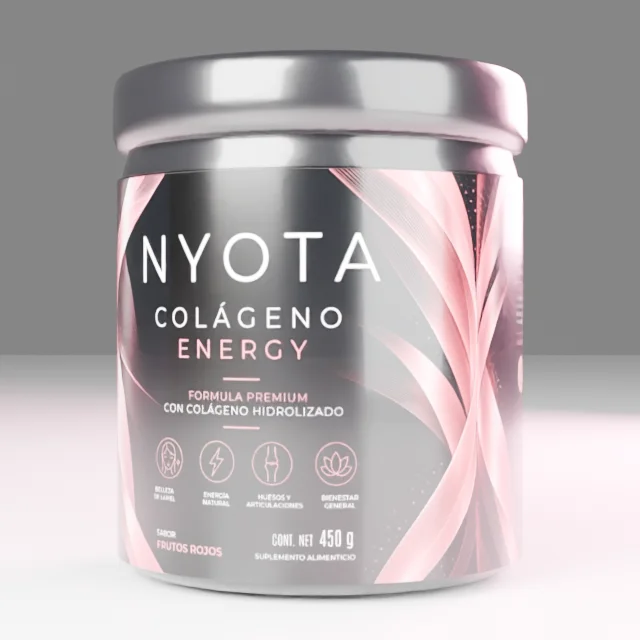 NYOTA
COLÁGENO
ENERGY
FORMULA PREMIUM
CON COLÁGENO HIDROLIZADO
BELLEZA
DE LA PIEL
ENERGÍA
NATURAL
HUESOS Y
ARTICULACIONES
BIENESTAR
GENERAL
SABOR
FRUTOS ROJOS
CONT. NET 450 g
SUPLEMENTO ALIMENTICIO